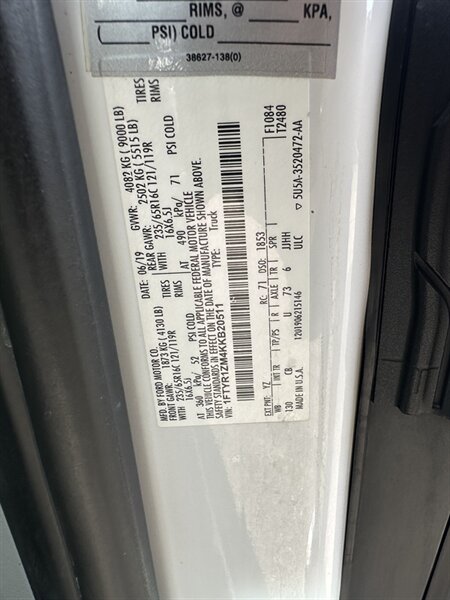 RIMS, @ KPA,
( PSI) COLD
38627-138(0)
MFD. BY FORD MOTOR CO.
DATE: 06/19
GVWR: 4082 KG ( 9000 LB)
FRONT GAWR: 1873 KG ( 4130 LB)
REAR GAWR: 2502 KG ( 5515 LB)
WITH 235/65R16C 121/119R TIRES
WITH 235/65R16C 121/119R TIRES
16X6.5J RIMS
16X6.5J RIMS
AT 360 kPa/ 52 PSI COLD
AT 490 kPa/ 71 PSI COLD
THIS VEHICLE CONFORMS TO ALL APPLICABLE FEDERAL MOTOR VEHICLE
SAFETY STANDARDS IN EFFECT ON THE DATE OF MANUFACTURE SHOWN ABOVE.
VIN: 1FTYR1ZM4KKB20511
TYPE: Truck
EXT PNT: YZ RC: 71 DSO: 1853 F1084
WB INT TR TP/PS R AXLE TR SPR T2480
130 CB U 73 6 JJHH
1201906215146 ULC
MADE IN U.S.A. 5U5A-3520472-AA